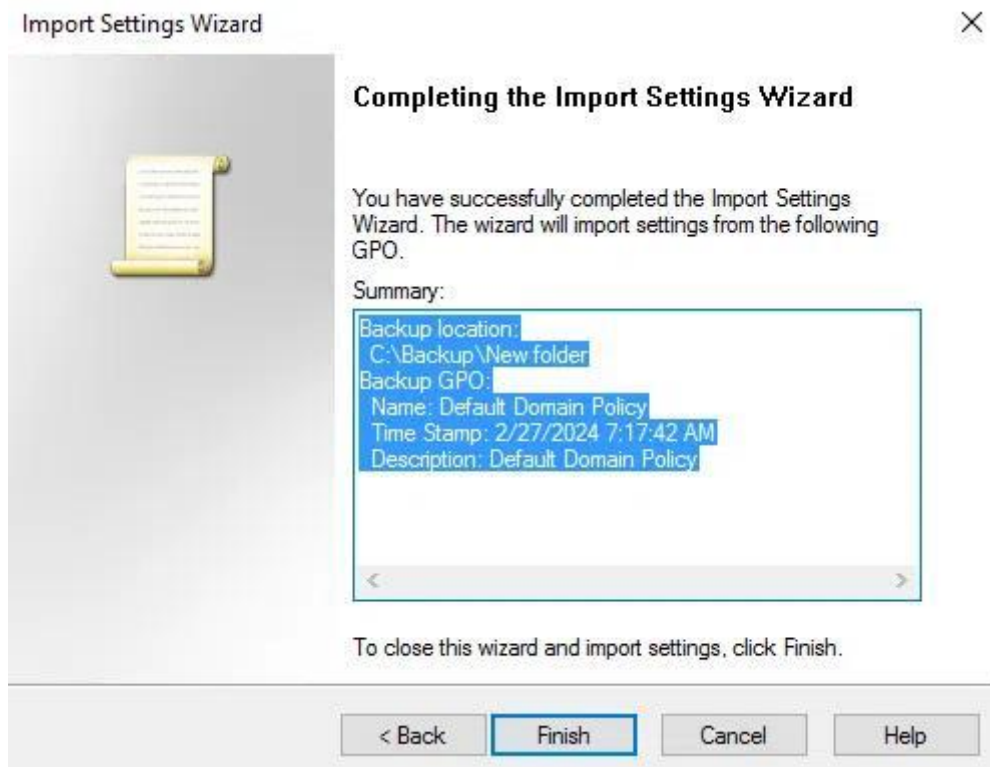 Import Settings Wizard
Completing the Import Settings Wizard
You have successfully completed the Import Settings
Wizard. The wizard will import settings from the following
GPO.
Summary:
Backup location:
C:\Backup\New folder
Backup GPO:
Name: Default Domain Policy
Time Stamp: 2/27/2024 7:17:42 AM
Description: Default Domain Policy
To close this wizard and import settings, click Finish.
< Back Finish Cancel Help